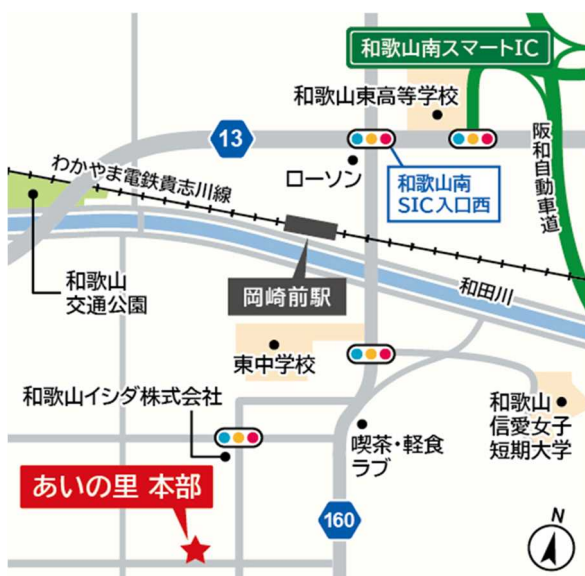 和歌山南スマートIC
和歌山東高等学校
13
阪和自動車道
わかやま電鉄貴志川線
ローソン
和歌山南
SIC入口西
和歌山
交通公園
岡崎前駅
和田川
東中学校
和歌山イシダ株式会社
和歌山
信愛女子
短期大学
喫茶・軽食
ラブ
あいの里 本部
160
N